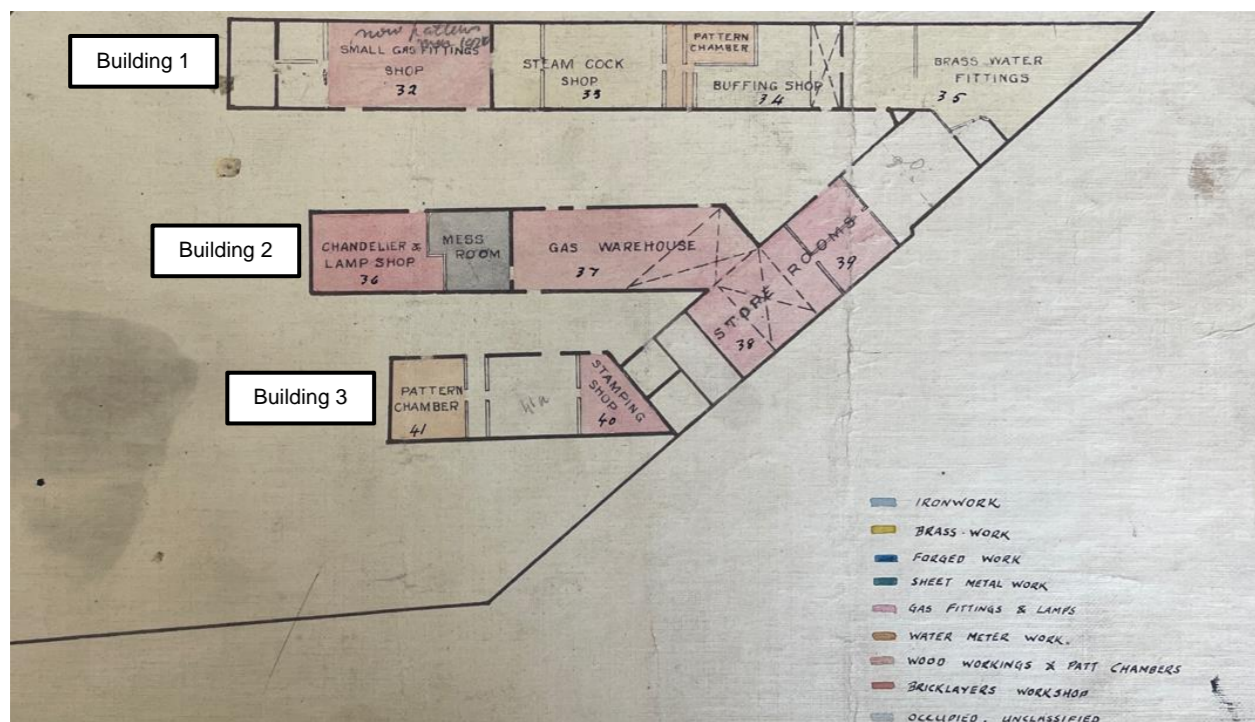 Building 1
now pattern
SMALL GAS FITTINGS
SHOP
32
STEAM COCK
SHOP
33
PATTERN
CHAMBER
BUFFING SHOP
34
BRASS WATER
FITTINGS
35
Building 2
CHANDELIER &
LAMP SHOP
36
MESS
ROOM
GAS WAREHOUSE
37
STORE ROOMS
38
39
Building 3
PATTERN
CHAMBER
41
STAMPING
SHOP
40
IRONWORK
BRASS WORK
FORGED WORK
SHEET METAL WORK
GAS FITTINGS & LAMPS
WATER METER WORK.
WOOD WORKINGS & PATT CHAMBERS
BRICKLAYERS WORKSHOP
OCCUPIED. UNCLASSIFIED